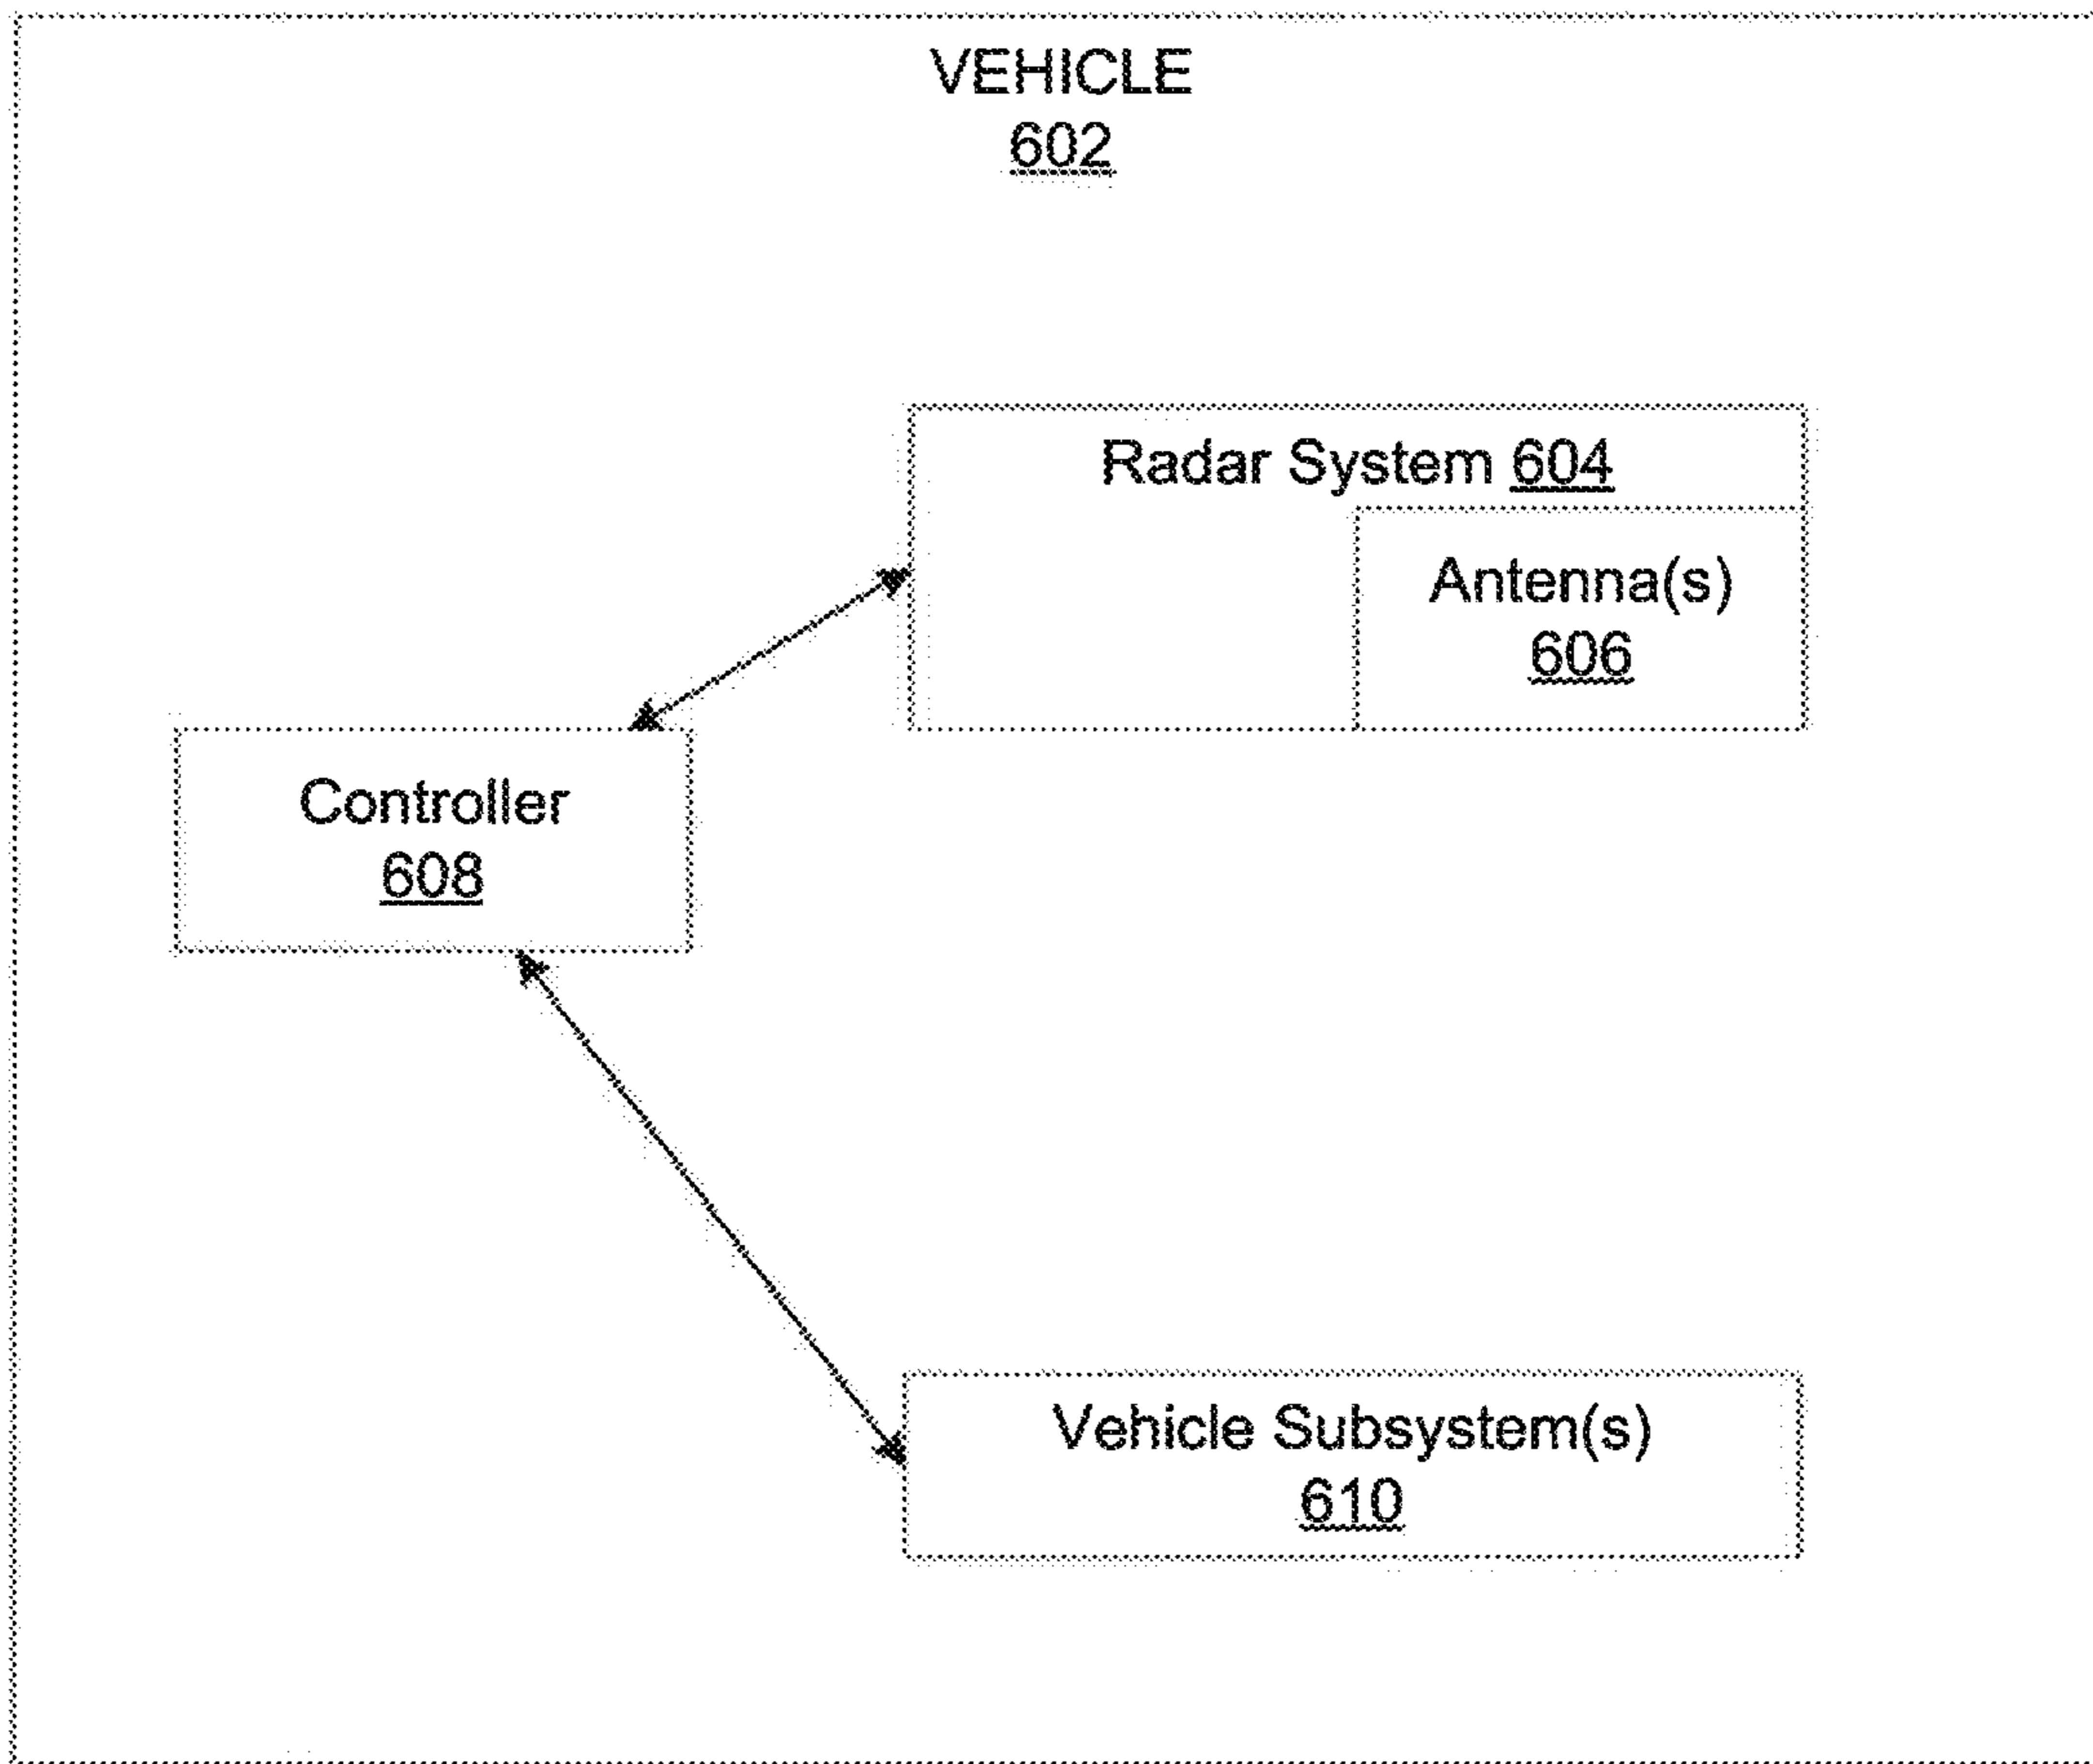 VEHICLE
602
Radar System 604
Antenna(s)
606
Controller
608
Vehicle Subsystem(s)
610